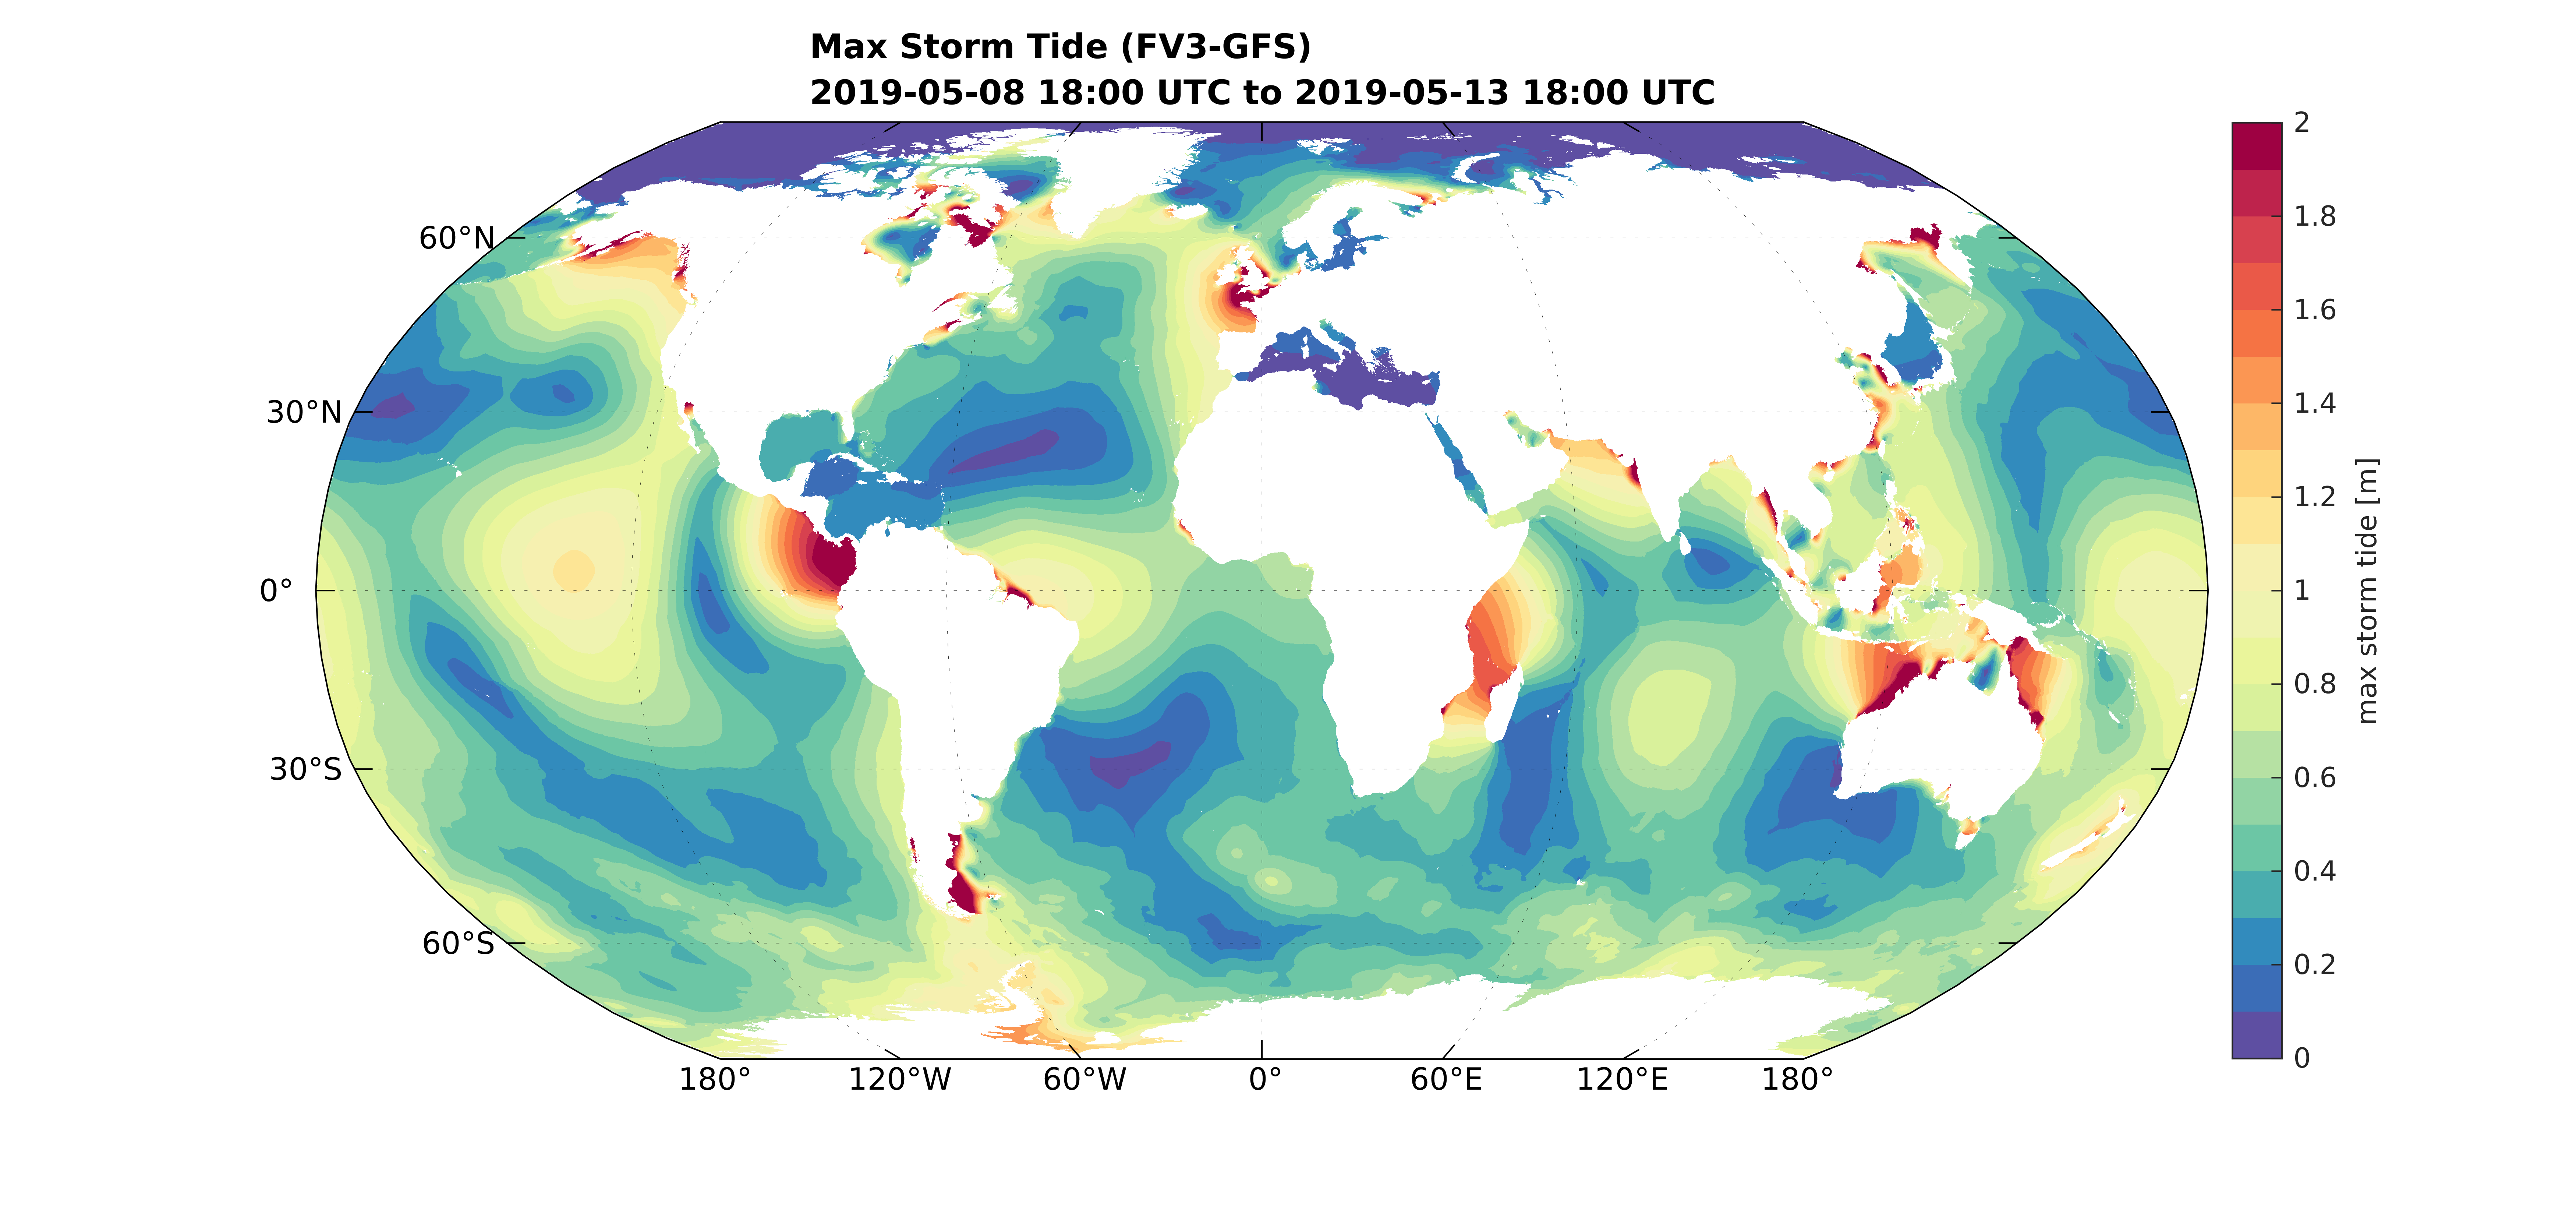 Max Storm Tide (FV3-GFS)
2019-05-08 18:00 UTC to 2019-05-13 18:00 UTC
60°N
30°N
0°
30°S
60°S
180°
120°W
60°W
0°
60°E
120°E
180°
2
1.8
1.6
1.4
1.2
1
0.8
0.6
0.4
0.2
0
max storm tide [m]